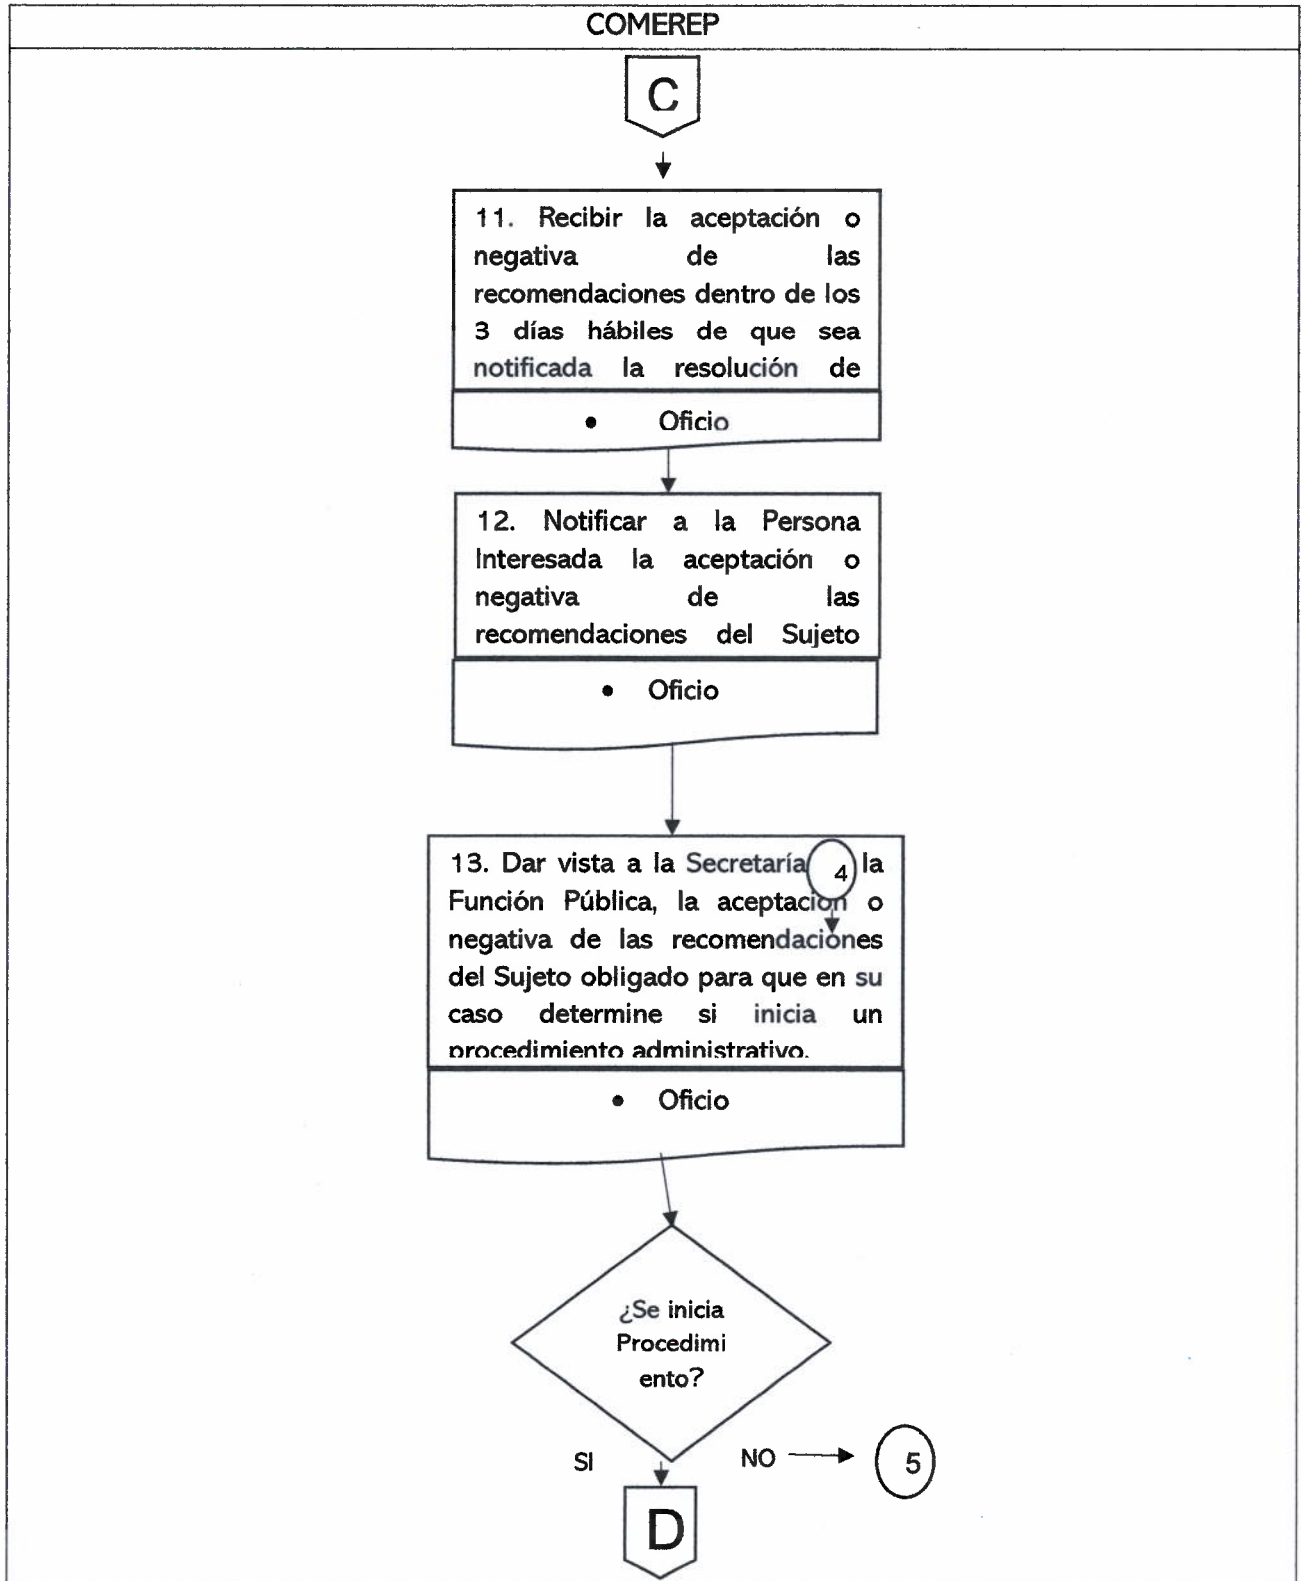 COMEREP
C
11. Recibir la aceptación o
negativa de las
recomendaciones dentro de los
3 días hábiles de que sea
notificada la resolución de
• Oficio
12. Notificar a la Persona
Interesada la aceptación o
negativa de las
recomendaciones del Sujeto
• Oficio
13. Dar vista a la Secretaría la
4
Función Pública, la aceptación o
negativa de las recomendaciones
del Sujeto obligado para que en su
caso determine si inicia un
procedimiento administrativo.
• Oficio
¿Se inicia
Procedimi
ento?
SI NO 5
D